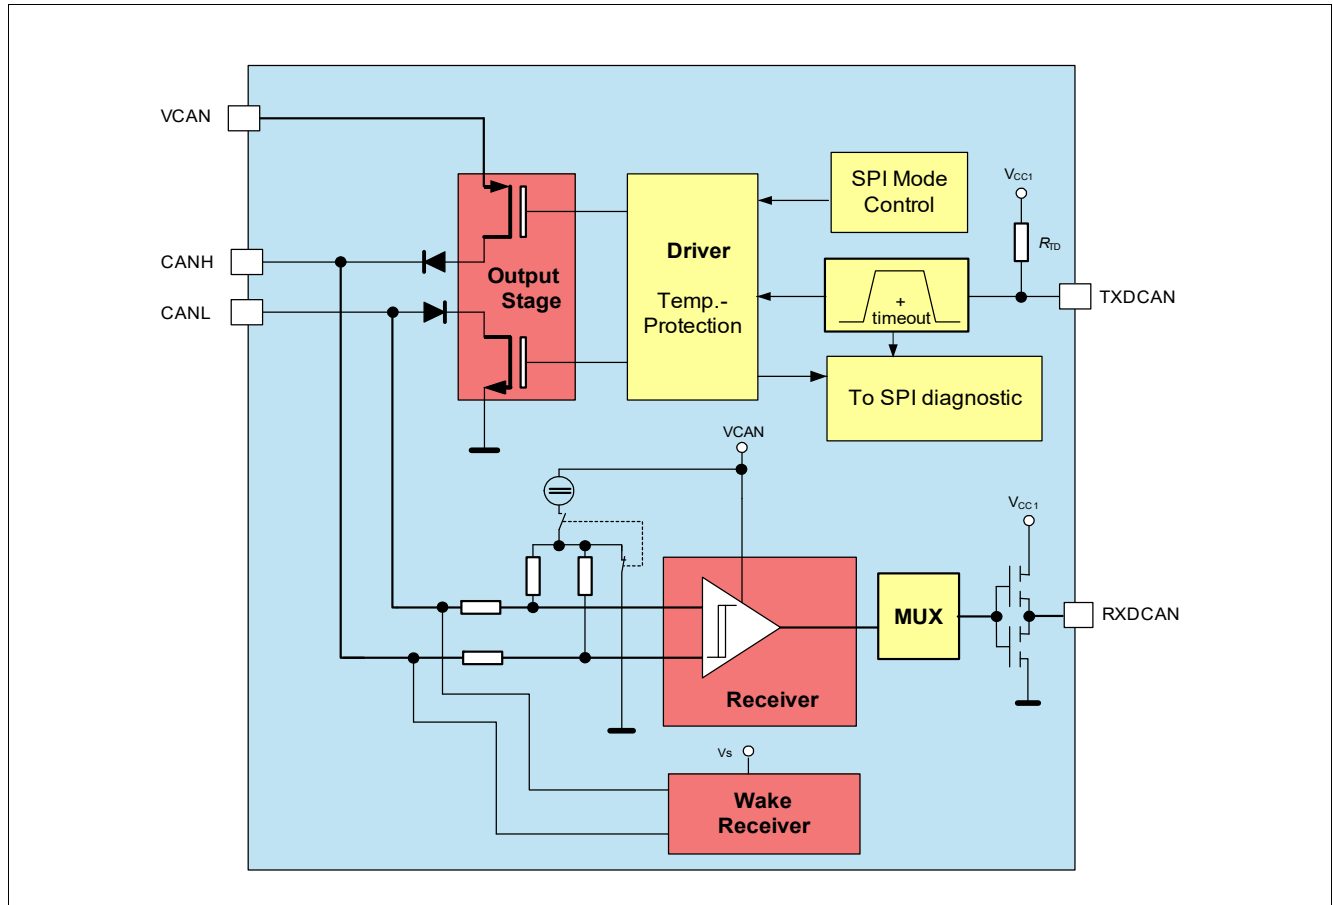 VCAN
SPI Mode
Control
VCC1
RTD
CANH
Driver
Output
Stage
CANL
Temp.-
Protection
+
timeout
TXDCAN
To SPI diagnostic
VCAN
VCC1
MUX
RXDCAN
Receiver
Vs
Wake
Receiver